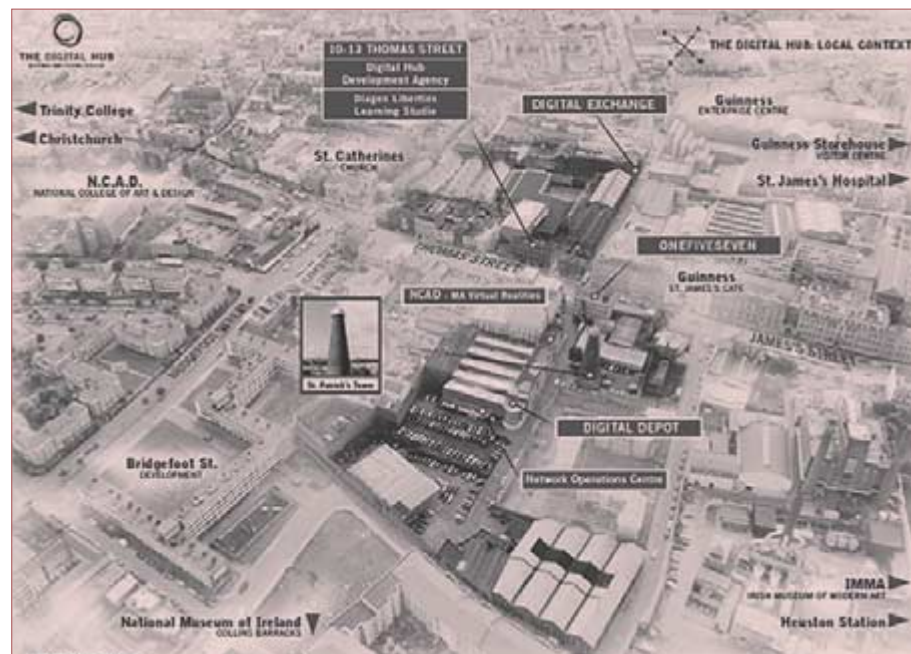 THE DIGITAL HUB
10-13 THOMAS STREET
Digital Hub
Development Agency
Diageo Liberties
Learning Studio
THE DIGITAL HUB: LOCAL CONTEXT
Trinity College
Christchurch
DIGITAL EXCHANGE
Guinness
ENTERPRISE CENTRE
Guinness Storehouse
VISITOR CENTRE
St. Catherines
CHURCH
N.C.A.D.
NATIONAL COLLEGE OF ART & DESIGN
St. James's Hospital
THOMAS STREET
ONEFIVESEVEN
Guinness
ST. JAMES'S GATE
NCAD - MA Virtual Realities
JAMES'S STREET
St. Patrick's Tower
DIGITAL DEPOT
Bridgefoot St.
DEVELOPMENT
Network Operations Centre
IMMA
IRISH MUSEUM OF MODERN ART
National Museum of Ireland
COLLINS BARRACKS
Heuston Station